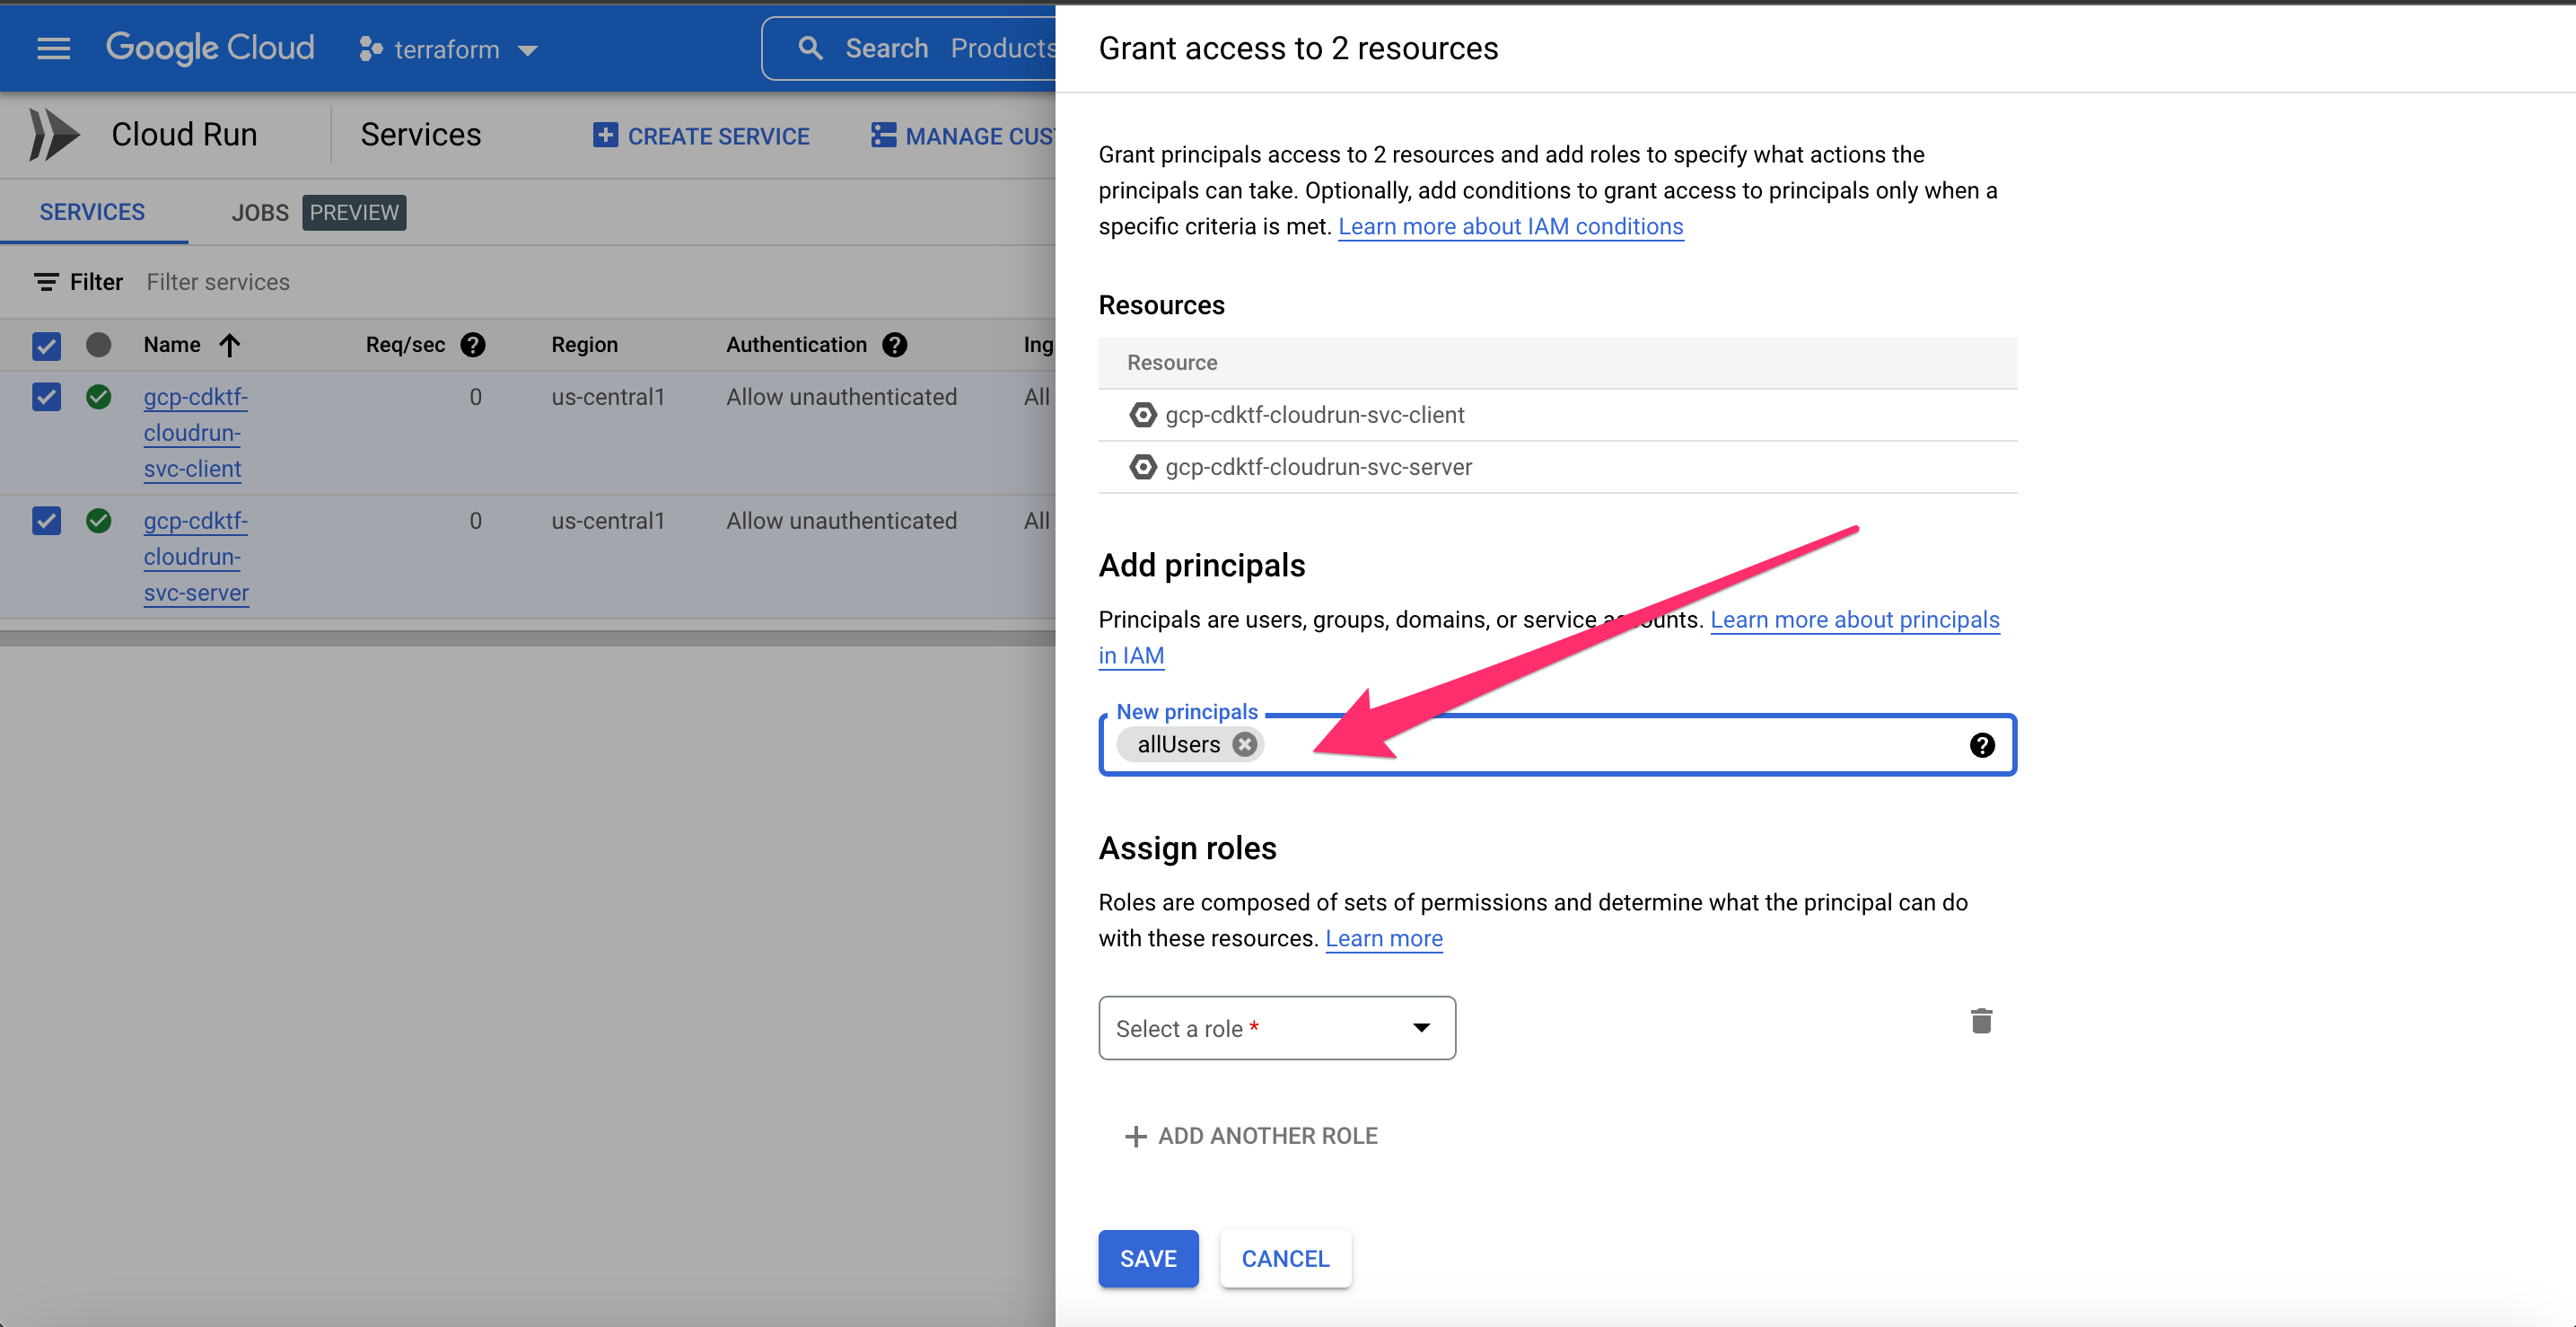 Google Cloud
terraform
Search Products
Cloud Run
Services
CREATE SERVICE
MANAGE CUS
SERVICES
JOBS PREVIEW
Filter Filter services
Name Req/sec Region Authentication Ing
gcp-cdktf-
cloudrun-
svc-client
0 us-central1 Allow unauthenticated All
gcp-cdktf-
cloudrun-
svc-server
0 us-central1 Allow unauthenticated All
Grant access to 2 resources
Grant principals access to 2 resources and add roles to specify what actions the
principals can take. Optionally, add conditions to grant access to principals only when a
specific criteria is met. Learn more about IAM conditions
Resources
Resource
gcp-cdktf-cloudrun-svc-client
gcp-cdktf-cloudrun-svc-server
Add principals
Principals are users, groups, domains, or service accounts. Learn more about principals
in IAM
New principals
allUsers
Assign roles
Roles are composed of sets of permissions and determine what the principal can do
with these resources. Learn more
Select a role *
ADD ANOTHER ROLE
SAVE CANCEL